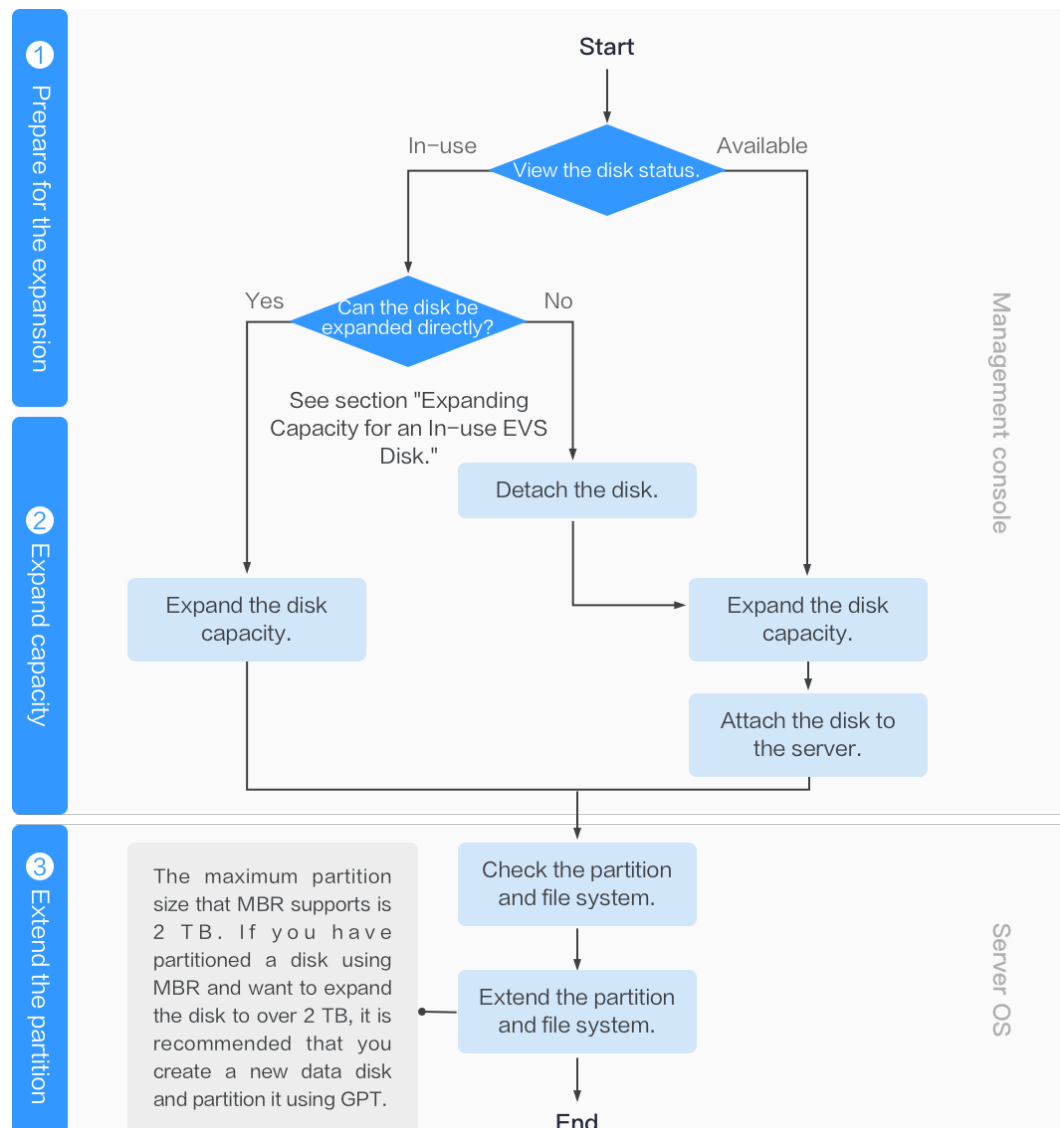 1 Prepare for the expansion
Start
In-use
Available
View the disk status.
Yes
No
Can the disk be
expanded directly?
See section "Expanding
Capacity for an In-use EVS
Disk."
Management console
2 Expand capacity
Detach the disk.
Expand the disk
capacity.
Expand the disk
capacity.
Attach the disk to
the server.
3 Extend the partition
The maximum partition
size that MBR supports is
2 TB. If you have
partitioned a disk using
MBR and want to expand
the disk to over 2 TB, it is
recommended that you
create a new data disk
and partition it using GPT.
Check the partition
and file system.
Extend the partition
and file system.
Server OS
End